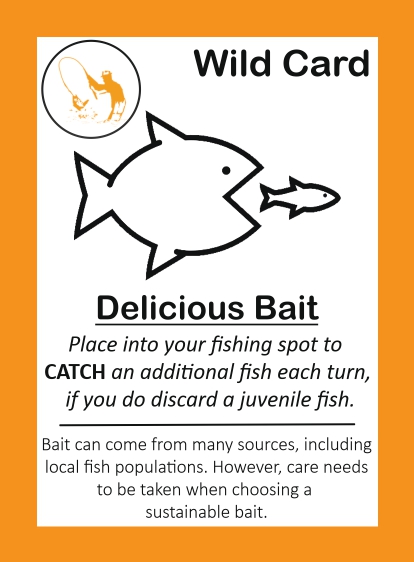 Wild Card
Delicious Bait
Place into your fishing spot to
CATCH an additional fish each turn,
if you do discard a juvenile fish.
Bait can come from many sources, including
local fish populations. However, care needs
to be taken when choosing a
sustainable bait.